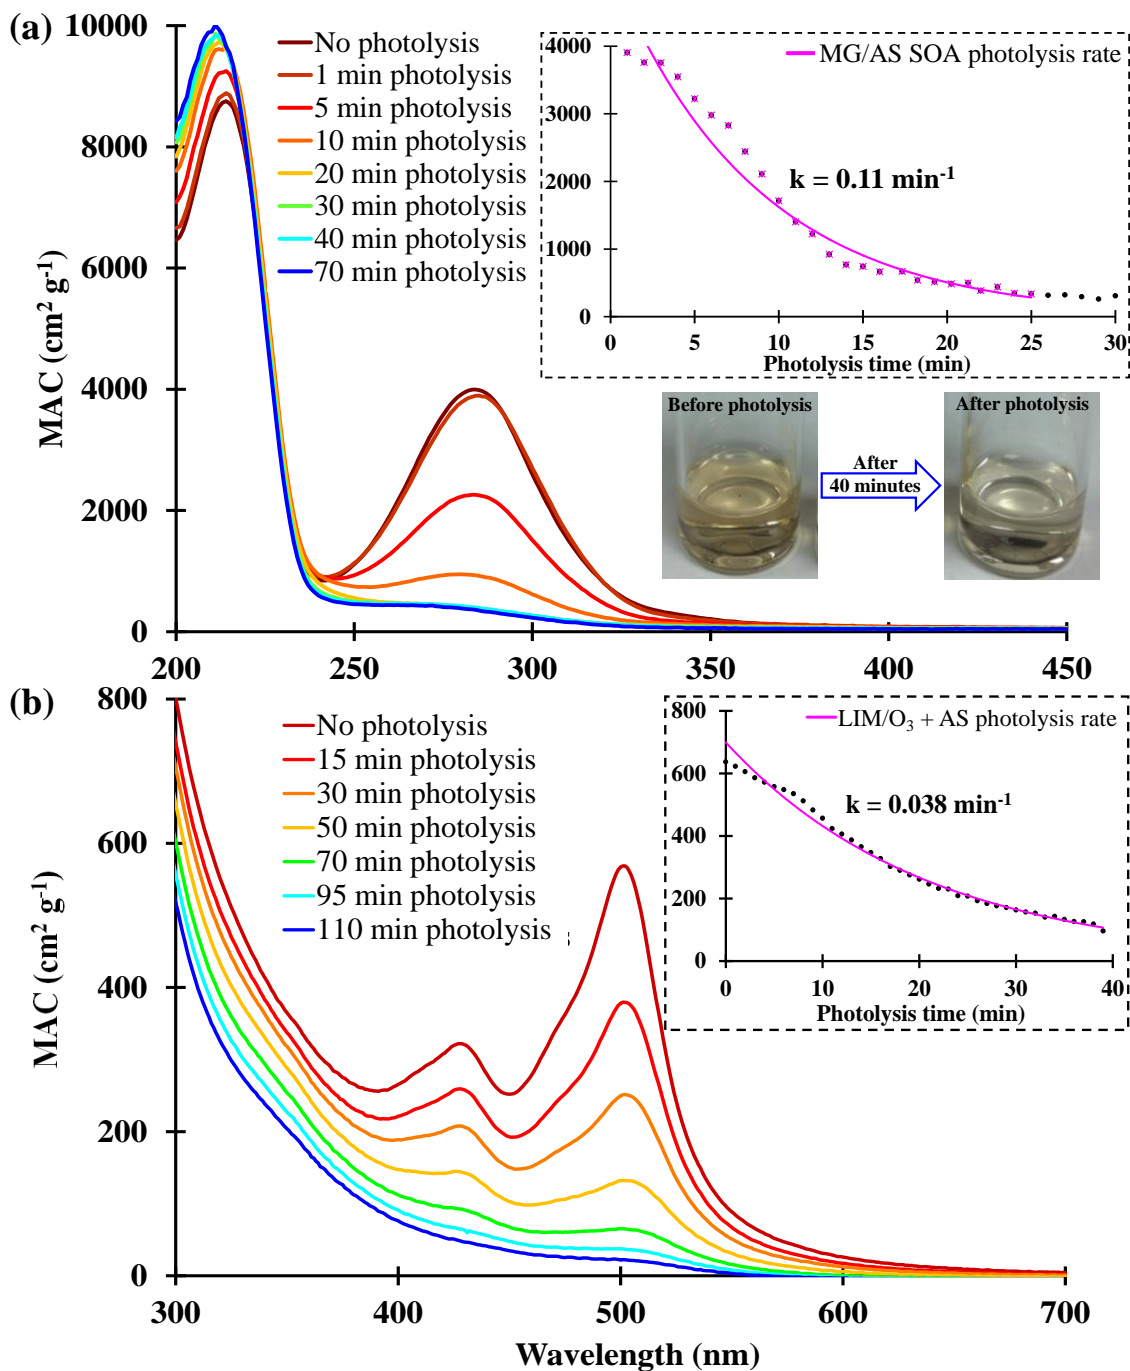 (a)
MAC (cm² g⁻¹)
10000
8000
6000
4000
2000
0
200 250 300 350 400 450
No photolysis
1 min photolysis
5 min photolysis
10 min photolysis
20 min photolysis
30 min photolysis
40 min photolysis
70 min photolysis
4000
3000
2000
1000
0
0 5 10 15 20 25 30
MG/AS SOA photolysis rate
k = 0.11 min⁻¹
Photolysis time (min)
Before photolysis
After
40 minutes
After photolysis
(b)
MAC (cm² g⁻¹)
800
600
400
200
0
300 400 500 600 700
Wavelength (nm)
No photolysis
15 min photolysis
30 min photolysis
50 min photolysis
70 min photolysis
95 min photolysis
110 min photolysis
800
600
400
200
0
0 10 20 30 40
LIM/O₃ + AS photolysis rate
k = 0.038 min⁻¹
Photolysis time (min)